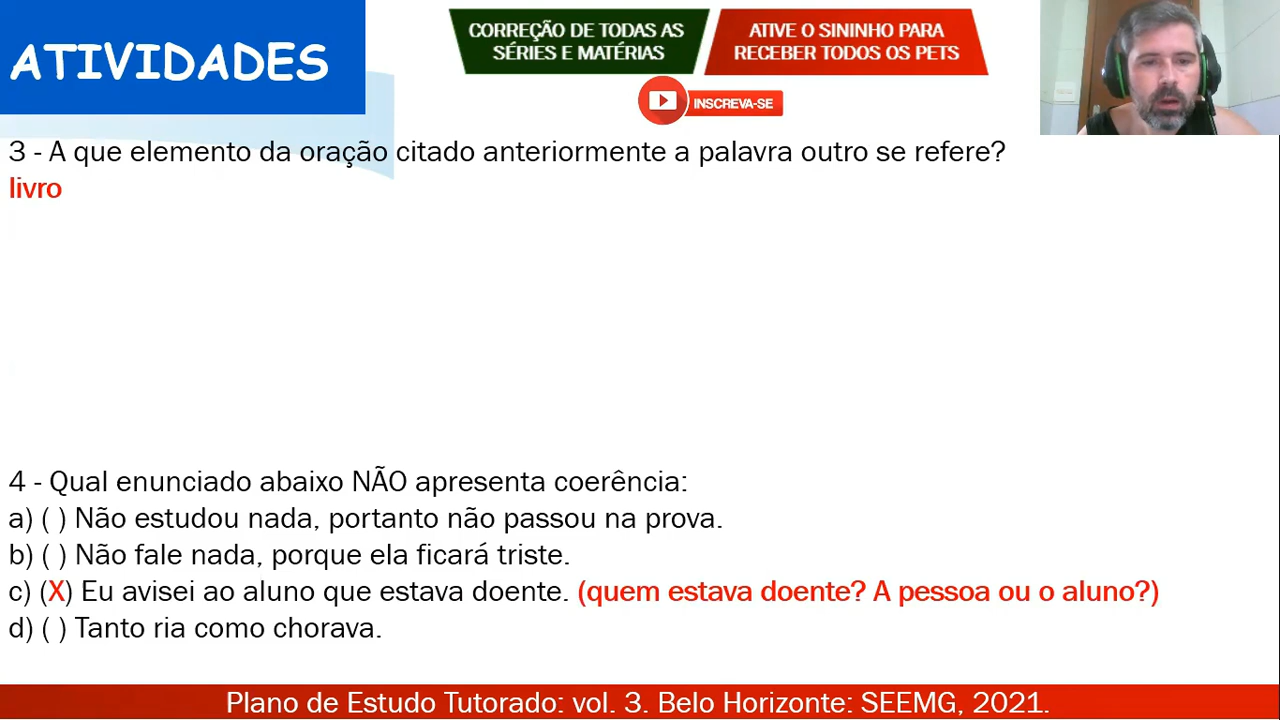 ATIVIDADES
CORREÇÃO DE TODAS AS
SÉRIES E MATÉRIAS
ATIVE O SININHO PARA
RECEBER TODOS OS PETS
INSCREVA-SE
3 - A que elemento da oração citado anteriormente a palavra outro se refere?
livro
4 - Qual enunciado abaixo NÃO apresenta coerência:
a) ( ) Não estudou nada, portanto não passou na prova.
b) ( ) Não fale nada, porque ela ficará triste.
c) (X) Eu avisei ao aluno que estava doente. (quem estava doente? A pessoa ou o aluno?)
d) ( ) Tanto ria como chorava.
Plano de Estudo Tutorado: vol. 3. Belo Horizonte: SEEMG, 2021.